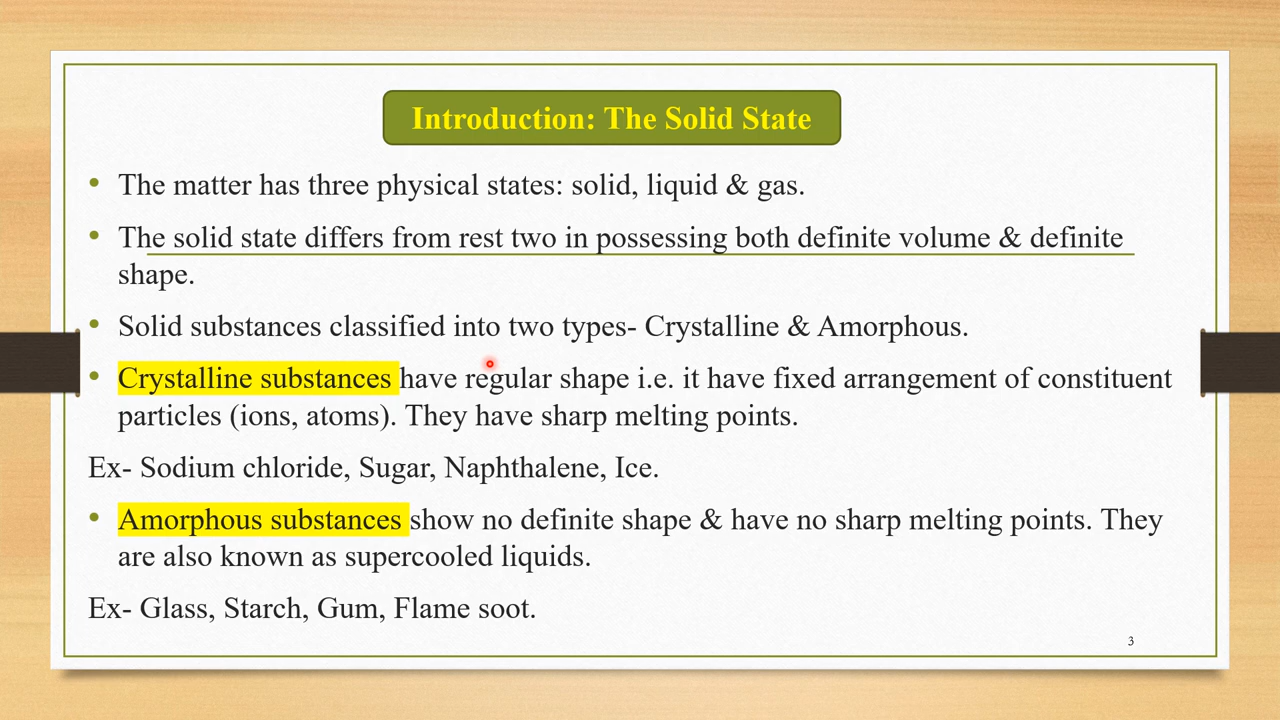 Introduction: The Solid State
• The matter has three physical states: solid, liquid & gas.
• The solid state differs from rest two in possessing both definite volume & definite
shape.
• Solid substances classified into two types- Crystalline & Amorphous.
• Crystalline substances have regular shape i.e. it have fixed arrangement of constituent
particles (ions, atoms). They have sharp melting points.
Ex- Sodium chloride, Sugar, Naphthalene, Ice.
• Amorphous substances show no definite shape & have no sharp melting points. They
are also known as supercooled liquids.
Ex- Glass, Starch, Gum, Flame soot.
3